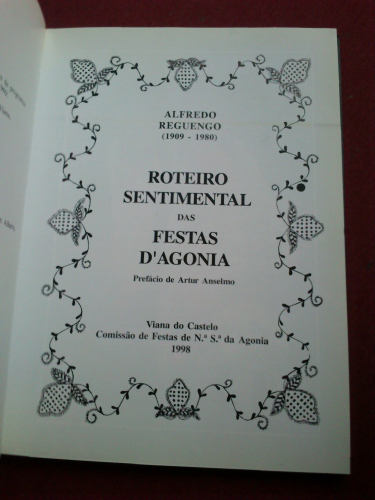 ALFREDO
REGUENGO
(1909 - 1980)
ROTEIRO
SENTIMENTAL
DAS
FESTAS
D'AGONIA
Prefácio de Artur Anselmo
Viana do Castelo
Comissão de Festas de N.ª S.ª da Agonia
1998